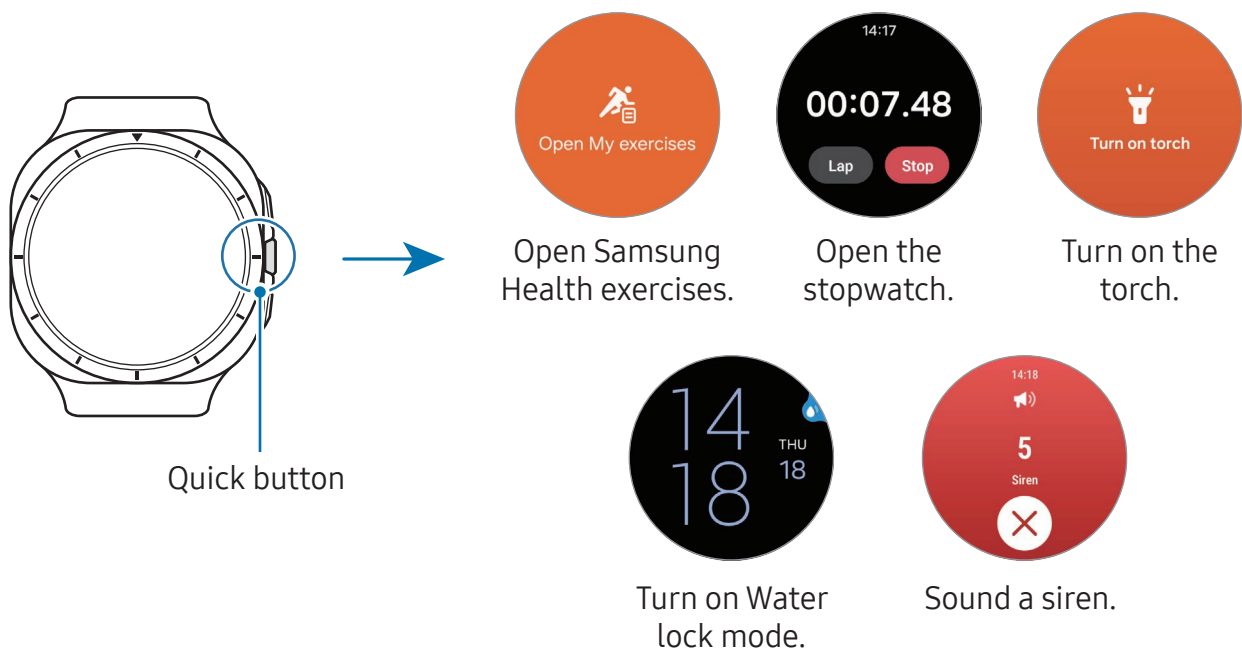 14:17
00:07.48
Lap
Stop
Open My exercises
Turn on torch
Open Samsung
Health exercises.
Open the
stopwatch.
Turn on the
torch.
Quick button
14
18
THU
18
14:18
5
Siren
Turn on Water
lock mode.
Sound a siren.